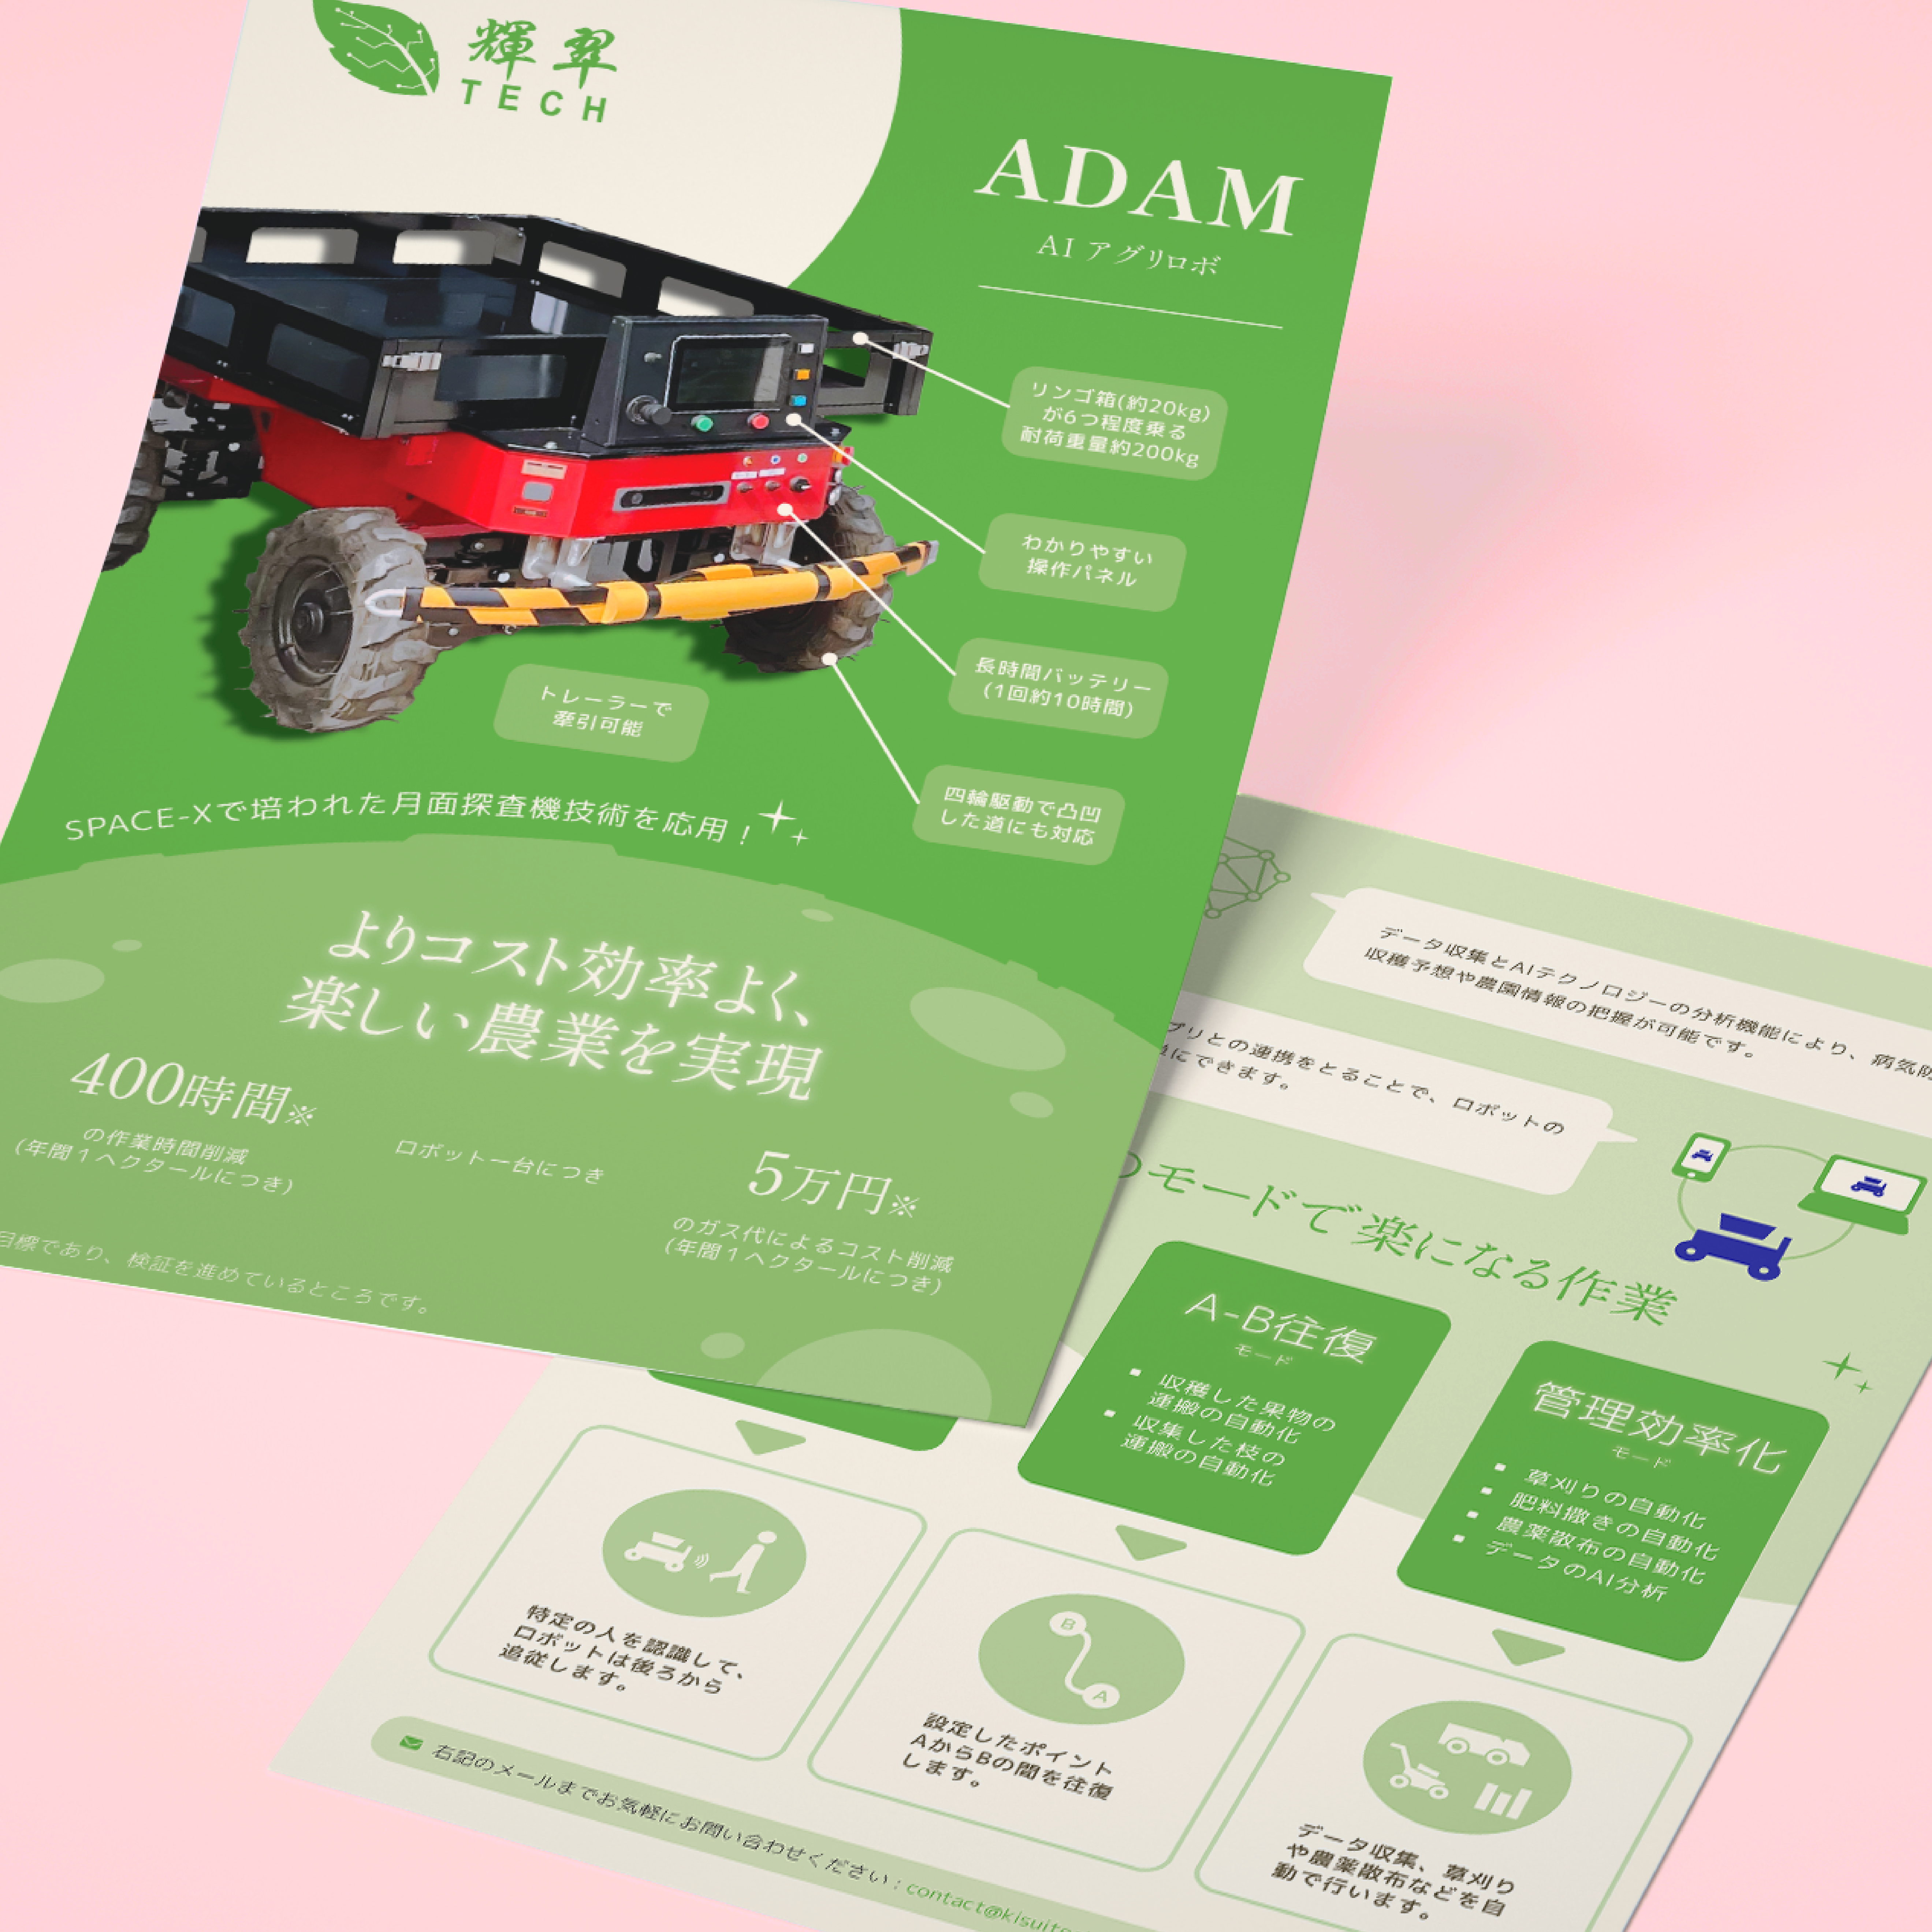 輝翠
TECH
ADAM
AI アグリロボ
リンゴ箱(約20kg)
が6つ程度乗る
耐荷重量約200kg
わかりやすい
操作パネル
長時間バッテリー
(1回約10時間)
トレーラーで
牽引可能
四輪駆動で凸凹
した道にも対応
SPACE-Xで培われた月面探査機技術を応用！
よりコスト効率よく、
楽しい農業を実現
400時間※
の作業時間削減
(年間１ヘクタールにつき)
ロボット一台につき
5万円※
のガス代によるコスト削減
(年間１ヘクタールにつき)
目標であり、検証を進めているところです。
データ収集とAIテクノロジーの分析機能により、病気防
収穫予想や農園情報の把握が可能です。
プリとの連携をとることで、ロボットの
にできます。
のモードで楽になる作業
A-B往復
モード
▪ 収穫した果物の
運搬の自動化
▪ 収集した枝の
運搬の自動化
管理効率化
モード
▪ 草刈りの自動化
▪ 肥料撒きの自動化
▪ 農薬散布の自動化
▪ データのAI分析
特定の人を認識して、
ロボットは後ろから
追従します。
B
A
設定したポイント
AからBの間を往復
します。
データ収集、草刈り
や農薬散布などを自
動で行います。
右記のメールまでお気軽にお問い合わせください：contact@kisuite